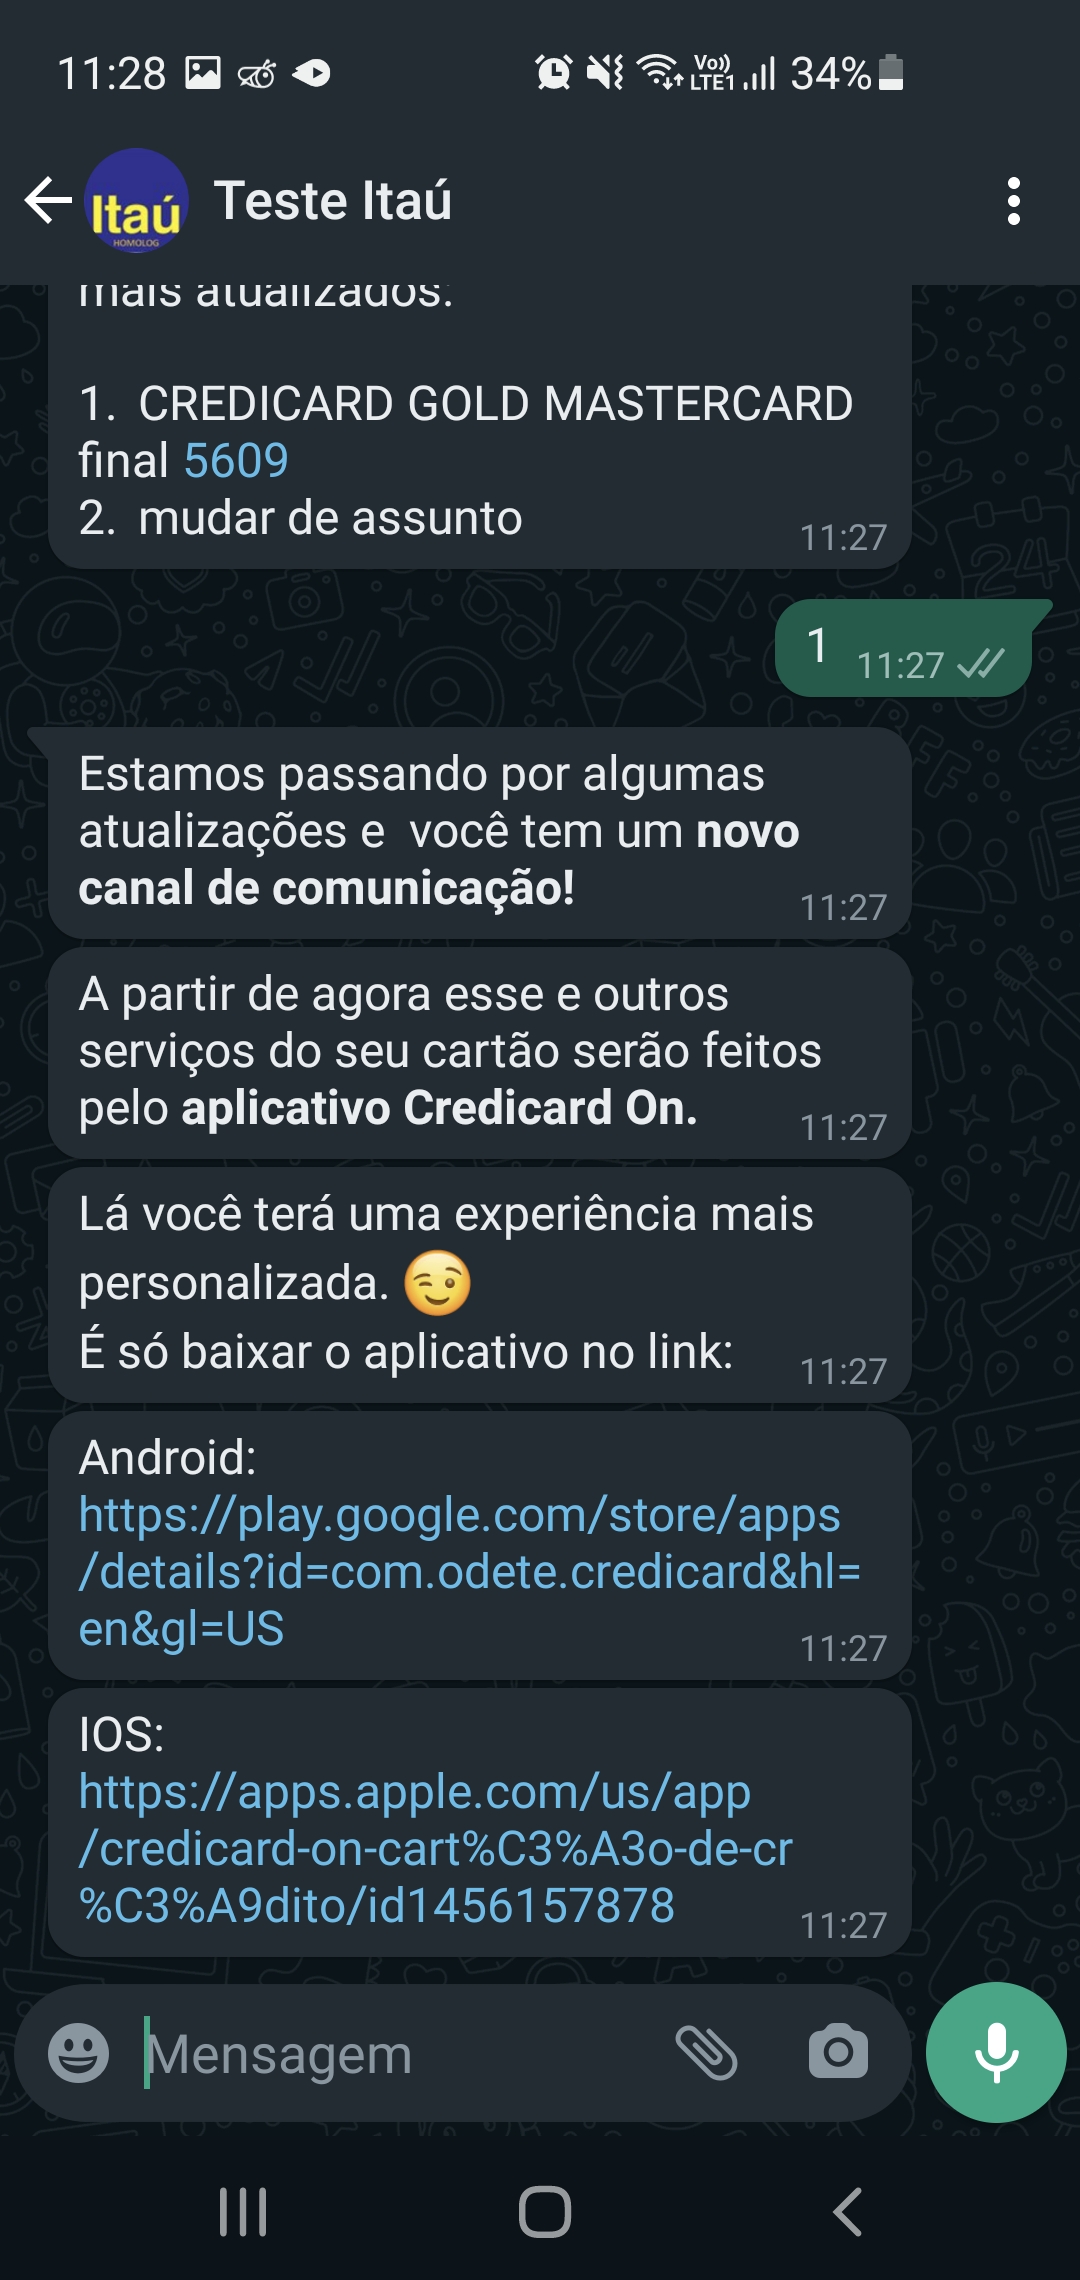 11:28
Vo))
LTE1
34%
Itaú
HOMOLOG
Teste Itaú
mais atualizados:
1. CREDICARD GOLD MASTERCARD
final 5609
2. mudar de assunto
11:27
1
11:27
Estamos passando por algumas
atualizações e  você tem um novo
canal de comunicação!
11:27
A partir de agora esse e outros
serviços do seu cartão serão feitos
pelo aplicativo Credicard On.
11:27
Lá você terá uma experiência mais
personalizada. 😉
É só baixar o aplicativo no link:
11:27
Android:
https://play.google.com/store/apps
/details?id=com.odete.credicard&hl=
en&gl=US
11:27
IOS:
https://apps.apple.com/us/app
/credicard-on-cart%C3%A3o-de-cr
%C3%A9dito/id1456157878
11:27
Mensagem